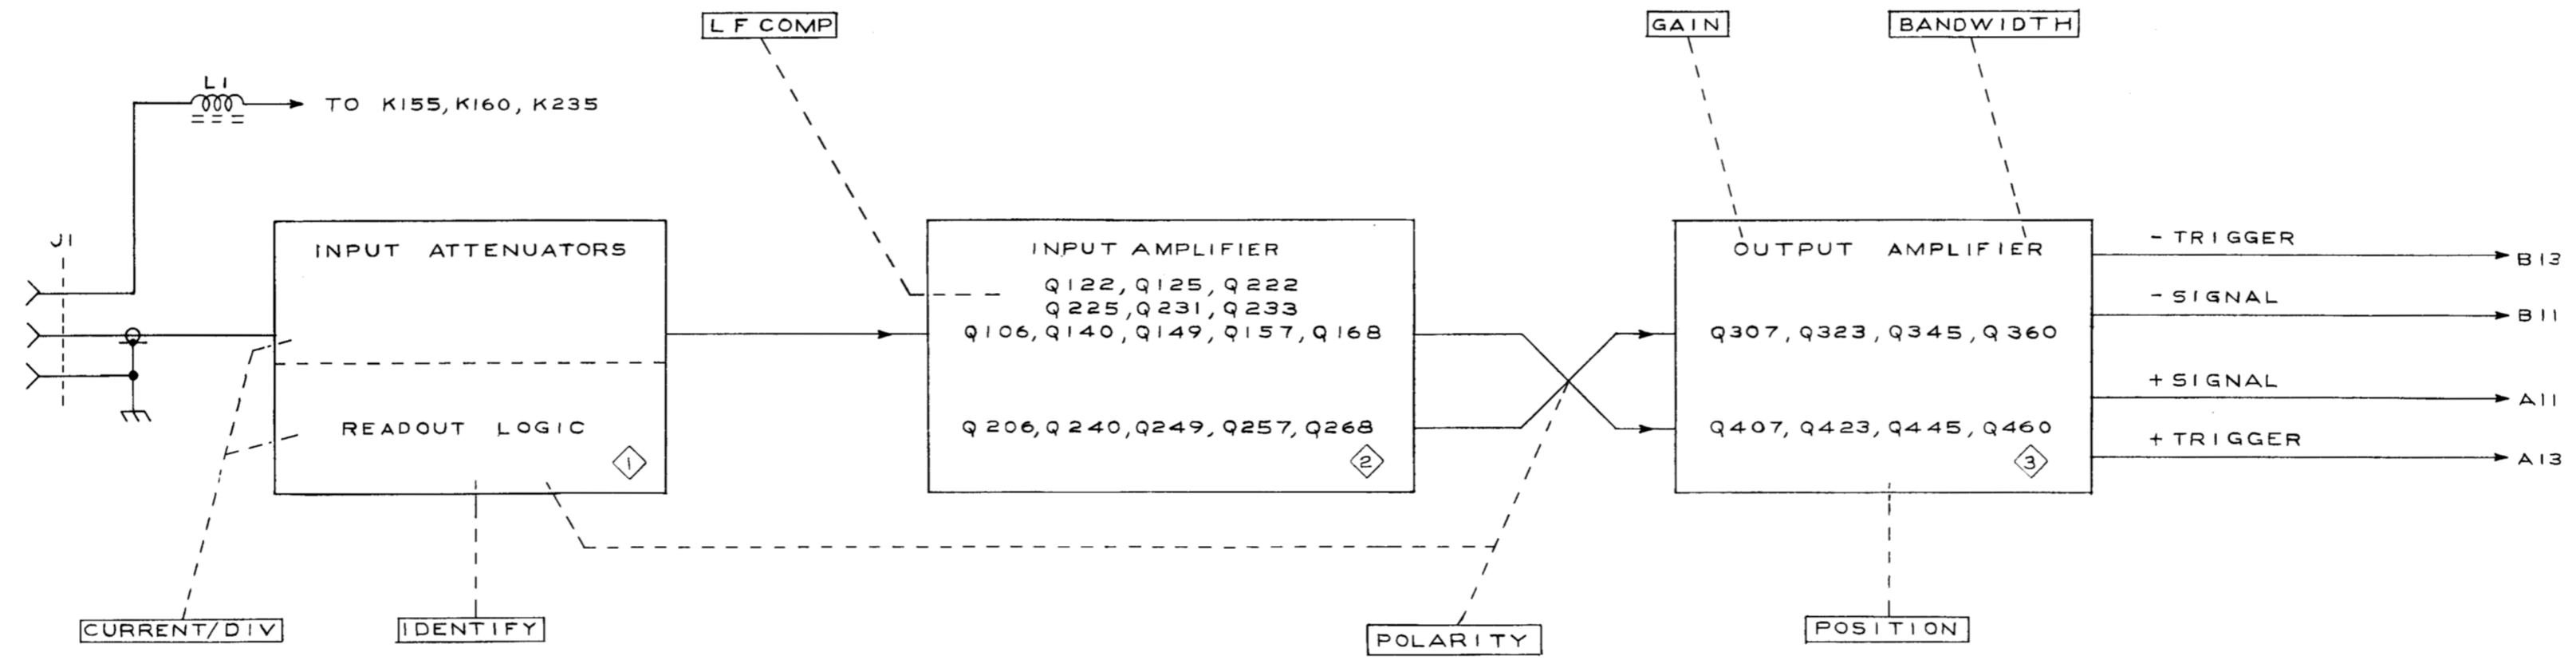 LF COMP
GAIN
BANDWIDTH
L1
TO K155, K160, K235
J1
INPUT ATTENUATORS
READOUT LOGIC
1
INPUT AMPLIFIER
Q122, Q125, Q222
Q225, Q231, Q233
Q106, Q140, Q149, Q157, Q168
Q206, Q240, Q249, Q257, Q268
2
OUTPUT AMPLIFIER
Q307, Q323, Q345, Q360
Q407, Q423, Q445, Q460
3
- TRIGGER
B13
- SIGNAL
B11
+ SIGNAL
A11
+ TRIGGER
A13
CURRENT/DIV
IDENTIFY
POLARITY
POSITION